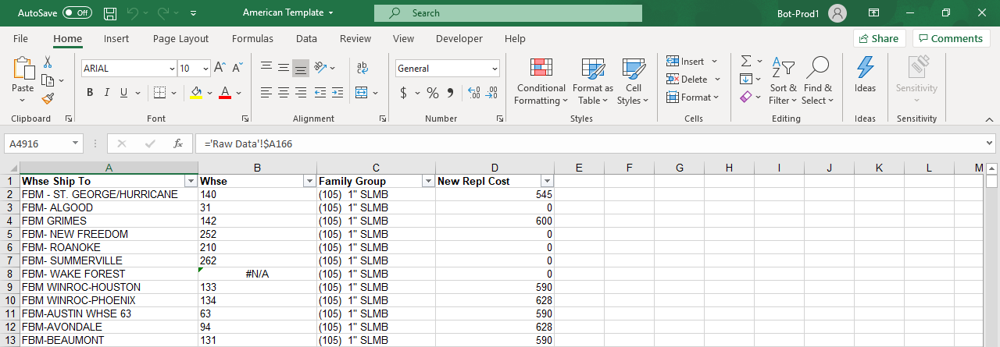 AutoSave Off American Template Search Bot-Prod1
File Home Insert Page Layout Formulas Data Review View Developer Help Share Comments
Paste ARIAL 10 A A ab General Conditional Formatting Format as Table Cell Styles Insert Delete Format Sort & Filter Find & Select Ideas Sensitivity
B I U A $ % 9
Clipboard Font Alignment Number Styles Cells Editing Ideas Sensitivity
A4916 fx ='Raw Data'!$A166
A B C D E F G H I J K L M
1 Whse Ship To Whse Family Group New Repl Cost
2 FBM - ST. GEORGE/HURRICANE 140 (105) 1" SLMB 545
3 FBM- ALGOOD 31 (105) 1" SLMB 0
4 FBM GRIMES 142 (105) 1" SLMB 600
5 FBM- NEW FREEDOM 252 (105) 1" SLMB 0
6 FBM- ROANOKE 210 (105) 1" SLMB 0
7 FBM- SUMMERVILLE 262 (105) 1" SLMB 0
8 FBM- WAKE FOREST #N/A (105) 1" SLMB 0
9 FBM WINROC-HOUSTON 133 (105) 1" SLMB 590
10 FBM WINROC-PHOENIX 134 (105) 1" SLMB 628
11 FBM-AUSTIN WHSE 63 63 (105) 1" SLMB 590
12 FBM-AVONDALE 94 (105) 1" SLMB 628
13 FBM-BEAUMONT 131 (105) 1" SLMB 590